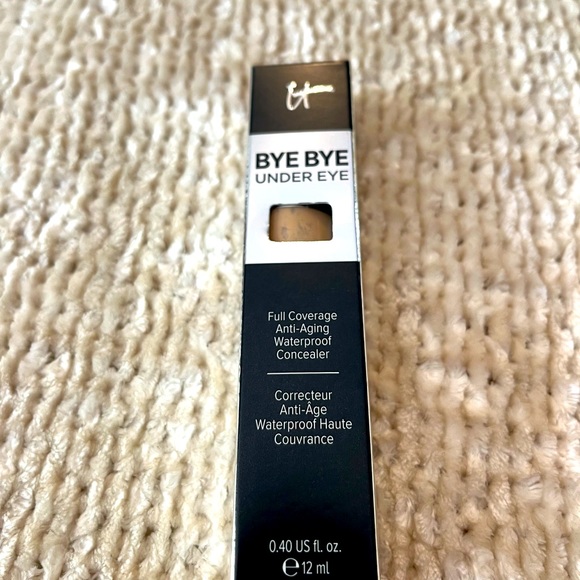 it
BYE BYE
UNDER EYE
Full Coverage
Anti-Aging
Waterproof
Concealer
Correcteur
Anti-Âge
Waterproof Haute
Couvrance
0.40 US fl. oz.
℮ 12 ml